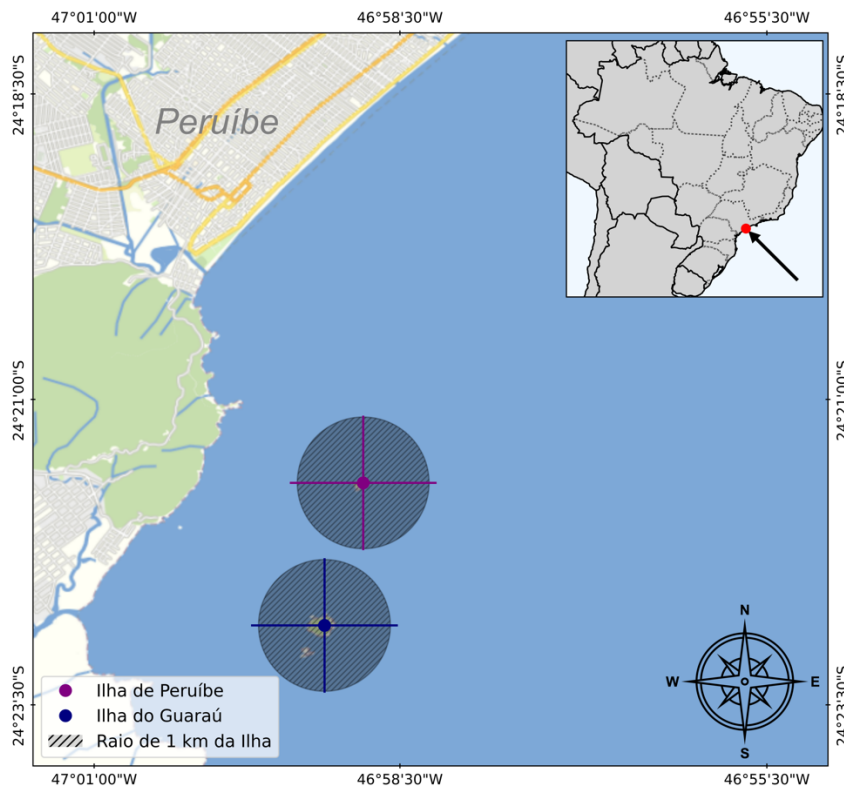 47°01'00"W 46°58'30"W 46°55'30"W
24°18'30"S 24°18'30"S
Peruíbe
24°21'00"S 24°21'00"S
N
W E
S
24°23'30"S 24°23'30"S
Ilha de Peruíbe
Ilha do Guaraú
Raio de 1 km da Ilha
47°01'00"W 46°58'30"W 46°55'30"W